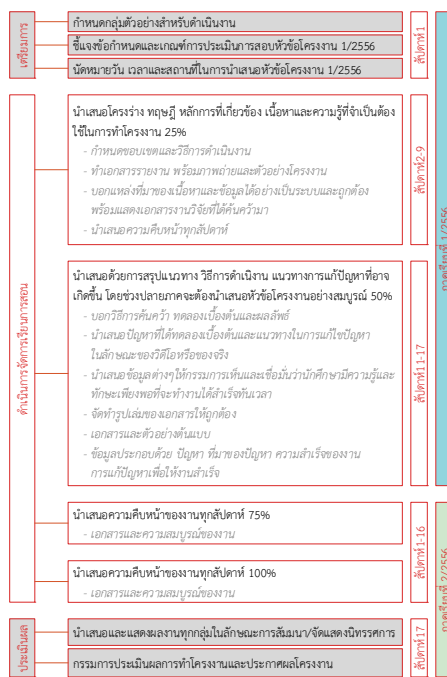 เตรียมการ
กำหนดกลุ่มตัวอย่างสำหรับดำเนินงาน
ชี้แจงข้อกำหนดและเกณฑ์การประเมินการสอบหัวข้อโครงงาน 1/2556
นัดหมายวัน เวลาและสถานที่ในการนำเสนอหัวข้อโครงงาน 1/2556
สัปดาห์ 1
ดำเนินการจัดการเรียนการสอน
นำเสนอโครงร่าง ทฤษฎี หลักการที่เกี่ยวข้อง เนื้อหาและความรู้ที่จำเป็นต้อง
ใช้ในการทำโครงงาน 25%
- กำหนดขอบเขตและวิธีการดำเนินงาน
- ทำเอกสารรายงาน พร้อมภาพถ่ายและตัวอย่างโครงงาน
- บอกแหล่งที่มาของเนื้อหาและข้อมูลได้อย่างเป็นระบบและถูกต้อง
พร้อมแสดงเอกสารงานวิจัยที่ได้ค้นคว้ามา
- นำเสนอความคืบหน้าทุกสัปดาห์
สัปดาห์2-9
ภาคเรียนที่ 1/2556
นำเสนอด้วยการสรุปแนวทาง วิธีการดำเนิงาน แนวทางการแก้ปัญหาที่อาจ
เกิดขึ้น โดยช่วงปลายภาคจะต้องนำเสนอหัวข้อโครงงานอย่างสมบูรณ์ 50%
- บอกวิธีการค้นคว้า ทดลองเบื้องต้นและผลลัพธ์
- นำเสนอปัญหาที่ได้ทดลองเบื้องต้นและแนวทางในการแก้ไขปัญหา
ในลักษณะของวิดีโอหรือของจริง
- นำเสนอข้อมูลต่างๆให้กรรมการเห็นและเชื่อมั่นว่านักศึกษามีความรู้และ
ทักษะเพียงพอที่จะทำงานได้สำเร็จทันเวลา
- จัดทำรูปเล่มของเอกสารให้ถูกต้อง
- เอกสารและตัวอย่างต้นแบบ
- ข้อมูลประกอบด้วย ปัญหา ที่มาของปัญหา ความสำเร็จของงาน
การแก้ปัญหาเพื่อให้งานสำเร็จ
สัปดาห์11-17
นำเสนอความคืบหน้าของงานทุกสัปดาห์ 75%
- เอกสารและความสมบูรณ์ของงาน
นำเสนอความคืบหน้าของงานทุกสัปดาห์ 100%
- เอกสารและความสมบูรณ์ของงาน
สัปดาห์1-16
ภาคเรียนที่ 2/2556
ประเมินผล
นำเสนอและแสดงผลงานทุกกลุ่มในลักษณะการสัมมนา/จัดแสดงนิทรรศการ
กรรมการประเมินผลการทำโครงงานและประกาศผลโครงงาน
สัปดาห์17